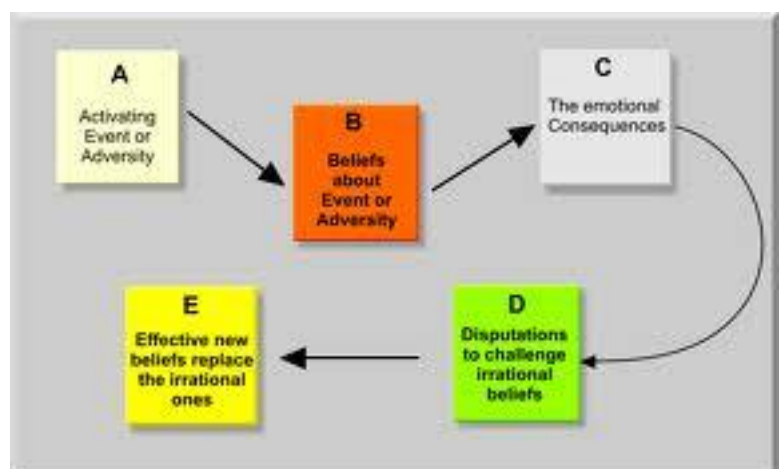 A
Activating
Event or
Adversity
B
Beliefs
about
Event or
Adversity
C
The emotional
Consequences
D
Disputations
to challenge
irrational
beliefs
E
Effective new
beliefs replace
the irrational
ones